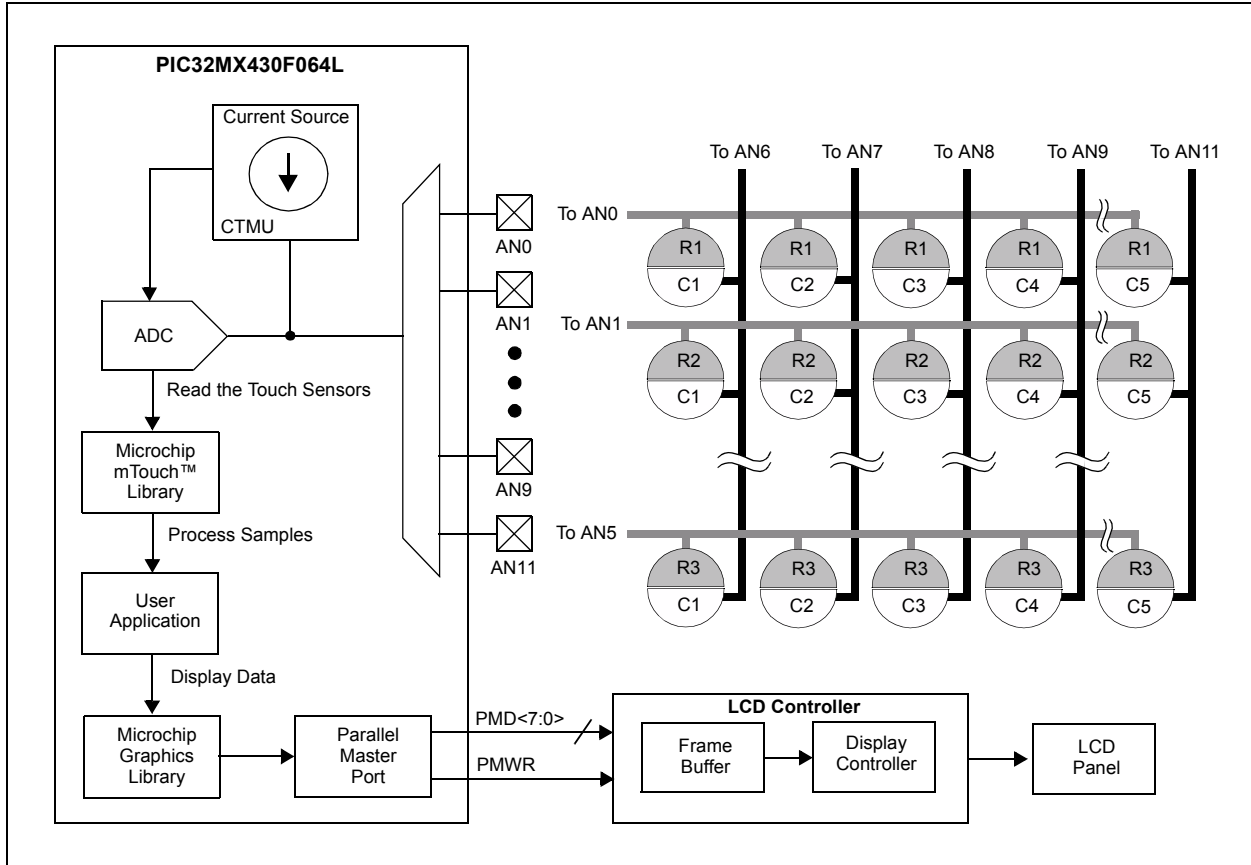 PIC32MX430F064L
Current Source
CTMU
ADC
Read the Touch Sensors
Microchip
mTouch™
Library
Process Samples
User
Application
Display Data
Microchip
Graphics
Library
Parallel
Master
Port
AN0
AN1
AN9
AN11
To AN6 To AN7 To AN8 To AN9 To AN11
To AN0
R1 R1 R1 R1 R1
C1 C2 C3 C4 C5
To AN1
R2 R2 R2 R2 R2
C1 C2 C3 C4 C5
To AN5
R3 R3 R3 R3 R3
C1 C2 C3 C4 C5
PMD<7:0>
PMWR
LCD Controller
Frame
Buffer
Display
Controller
LCD
Panel